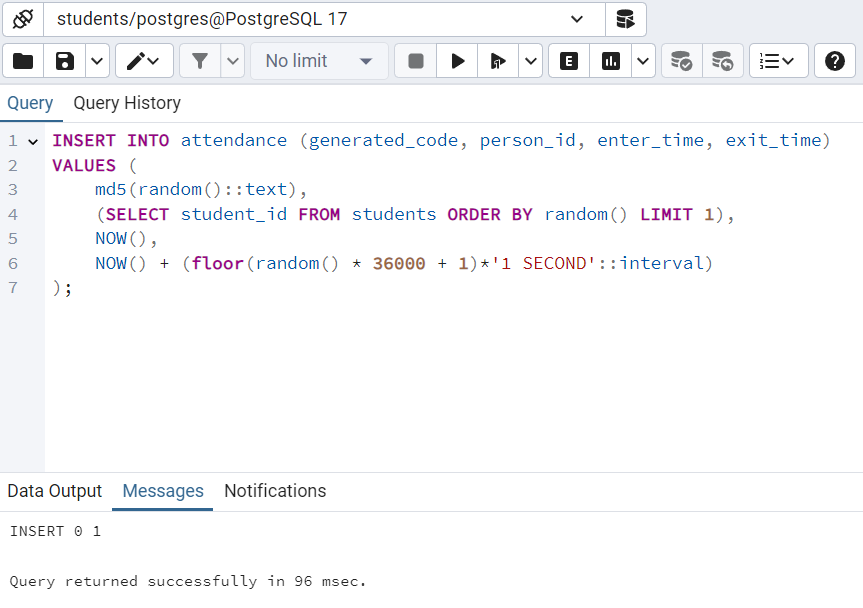 students/postgres@PostgreSQL 17
No limit
E
Query Query History
1 INSERT INTO attendance (generated_code, person_id, enter_time, exit_time)
2 VALUES (
3 md5(random()::text),
4 (SELECT student_id FROM students ORDER BY random() LIMIT 1),
5 NOW(),
6 NOW() + (floor(random() * 36000 + 1)*'1 SECOND'::interval)
7 );
Data Output Messages Notifications
INSERT 0 1
Query returned successfully in 96 msec.